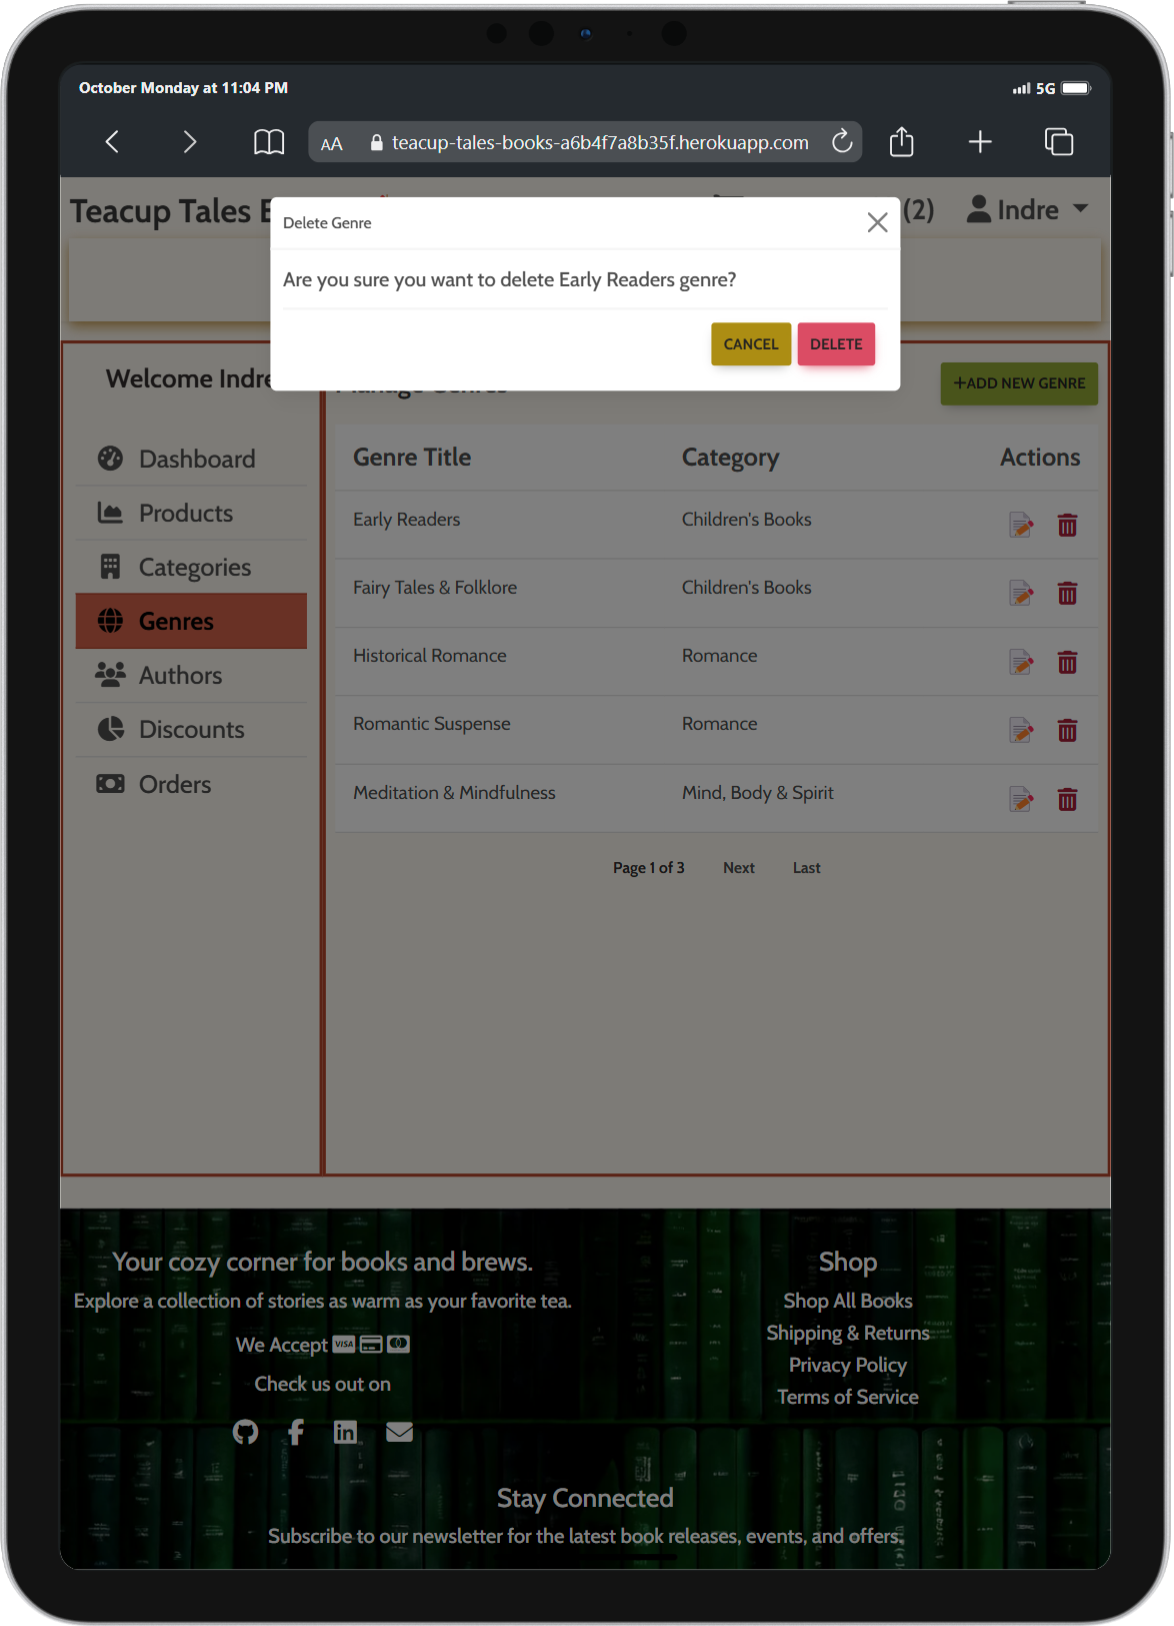 October Monday at 11:04 PM
5G
AA teacup-tales-books-a6b4f7a8b35f.herokuapp.com
Teacup Tales
(2) Indre
Delete Genre
Are you sure you want to delete Early Readers genre?
CANCEL DELETE
Welcome Indre
Manage Genres
+ADD NEW GENRE
Dashboard
Products
Categories
Genres
Authors
Discounts
Orders
Genre Title Category Actions
Early Readers Children's Books
Fairy Tales & Folklore Children's Books
Historical Romance Romance
Romantic Suspense Romance
Meditation & Mindfulness Mind, Body & Spirit
Page 1 of 3 Next Last
Your cozy corner for books and brews.
Explore a collection of stories as warm as your favorite tea.
We Accept VISA
Check us out on
in
Shop
Shop All Books
Shipping & Returns
Privacy Policy
Terms of Service
Stay Connected
Subscribe to our newsletter for the latest book releases, events, and offers.